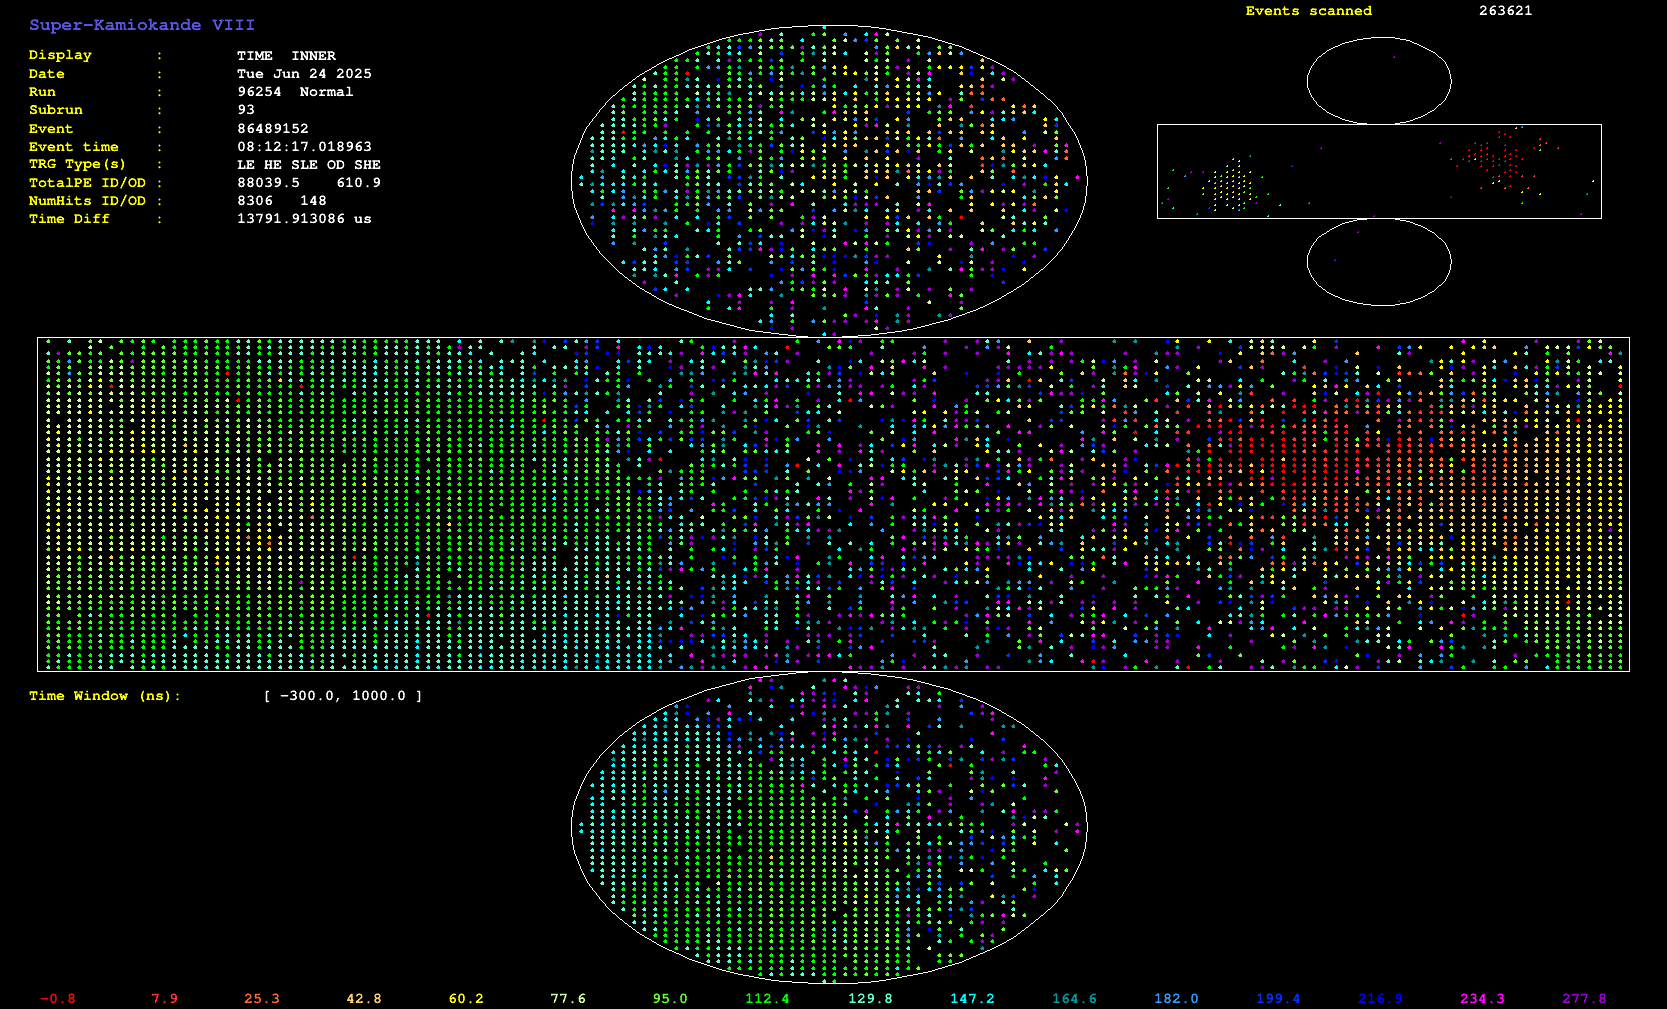 Super-Kamiokande VIII
Events scanned 263621
Display : TIME INNER
Date : Tue Jun 24 2025
Run : 96254 Normal
Subrun : 93
Event : 86489152
Event time : 08:12:17.018963
TRG Type(s) : LE HE SLE OD SHE
TotalPE ID/OD : 88039.5 610.9
NumHits ID/OD : 8306 148
Time Diff : 13791.913086 us
Time Window (ns): [ -300.0, 1000.0 ]
-0.8 7.9 25.3 42.8 60.2 77.6 95.0 112.4 129.8 147.2 164.6 182.0 199.4 216.9 234.3 277.8